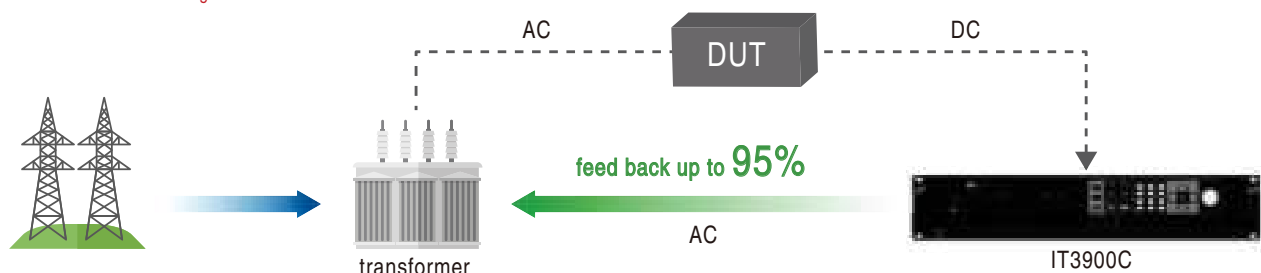 AC
DUT
DC
feed back up to 95%
AC
transformer
IT3900C